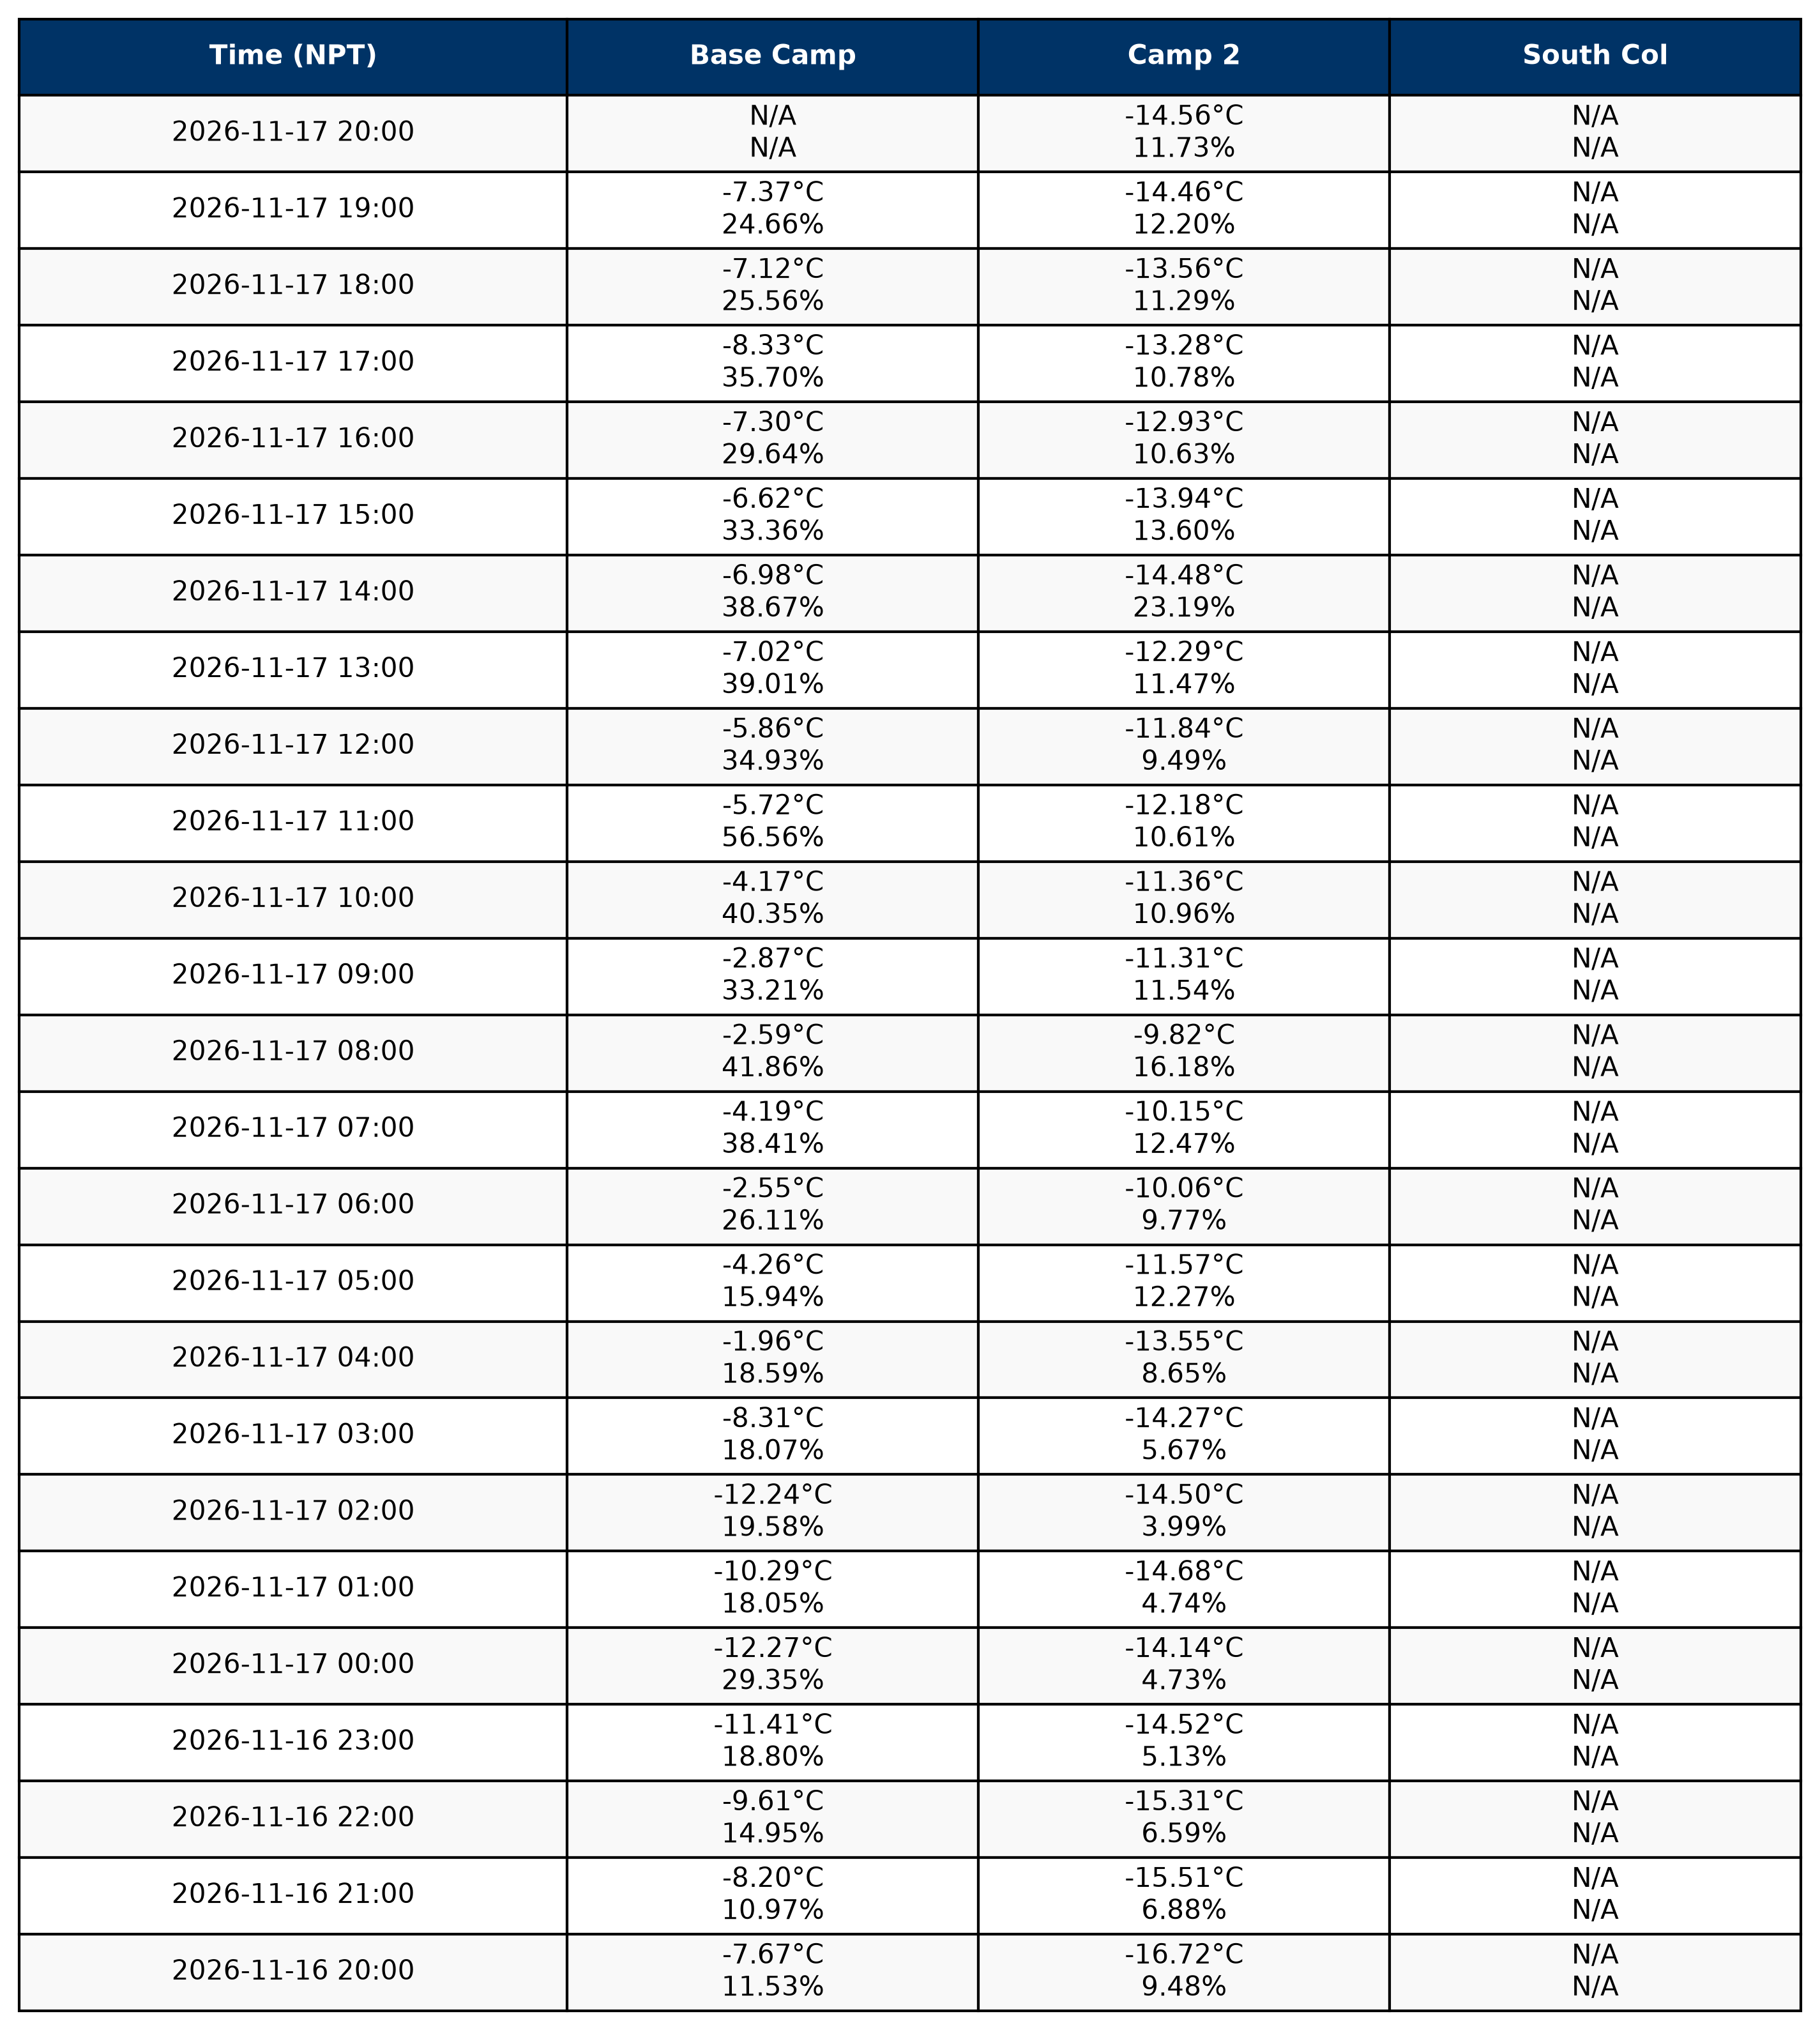 Time (NPT) Base Camp Camp 2 South Col
2026-11-17 20:00 N/A -14.56°C N/A
N/A 11.73% N/A
2026-11-17 19:00 -7.37°C -14.46°C N/A
24.66% 12.20% N/A
2026-11-17 18:00 -7.12°C -13.56°C N/A
25.56% 11.29% N/A
2026-11-17 17:00 -8.33°C -13.28°C N/A
35.70% 10.78% N/A
2026-11-17 16:00 -7.30°C -12.93°C N/A
29.64% 10.63% N/A
2026-11-17 15:00 -6.62°C -13.94°C N/A
33.36% 13.60% N/A
2026-11-17 14:00 -6.98°C -14.48°C N/A
38.67% 23.19% N/A
2026-11-17 13:00 -7.02°C -12.29°C N/A
39.01% 11.47% N/A
2026-11-17 12:00 -5.86°C -11.84°C N/A
34.93% 9.49% N/A
2026-11-17 11:00 -5.72°C -12.18°C N/A
56.56% 10.61% N/A
2026-11-17 10:00 -4.17°C -11.36°C N/A
40.35% 10.96% N/A
2026-11-17 09:00 -2.87°C -11.31°C N/A
33.21% 11.54% N/A
2026-11-17 08:00 -2.59°C -9.82°C N/A
41.86% 16.18% N/A
2026-11-17 07:00 -4.19°C -10.15°C N/A
38.41% 12.47% N/A
2026-11-17 06:00 -2.55°C -10.06°C N/A
26.11% 9.77% N/A
2026-11-17 05:00 -4.26°C -11.57°C N/A
15.94% 12.27% N/A
2026-11-17 04:00 -1.96°C -13.55°C N/A
18.59% 8.65% N/A
2026-11-17 03:00 -8.31°C -14.27°C N/A
18.07% 5.67% N/A
2026-11-17 02:00 -12.24°C -14.50°C N/A
19.58% 3.99% N/A
2026-11-17 01:00 -10.29°C -14.68°C N/A
18.05% 4.74% N/A
2026-11-17 00:00 -12.27°C -14.14°C N/A
29.35% 4.73% N/A
2026-11-16 23:00 -11.41°C -14.52°C N/A
18.80% 5.13% N/A
2026-11-16 22:00 -9.61°C -15.31°C N/A
14.95% 6.59% N/A
2026-11-16 21:00 -8.20°C -15.51°C N/A
10.97% 6.88% N/A
2026-11-16 20:00 -7.67°C -16.72°C N/A
11.53% 9.48% N/A